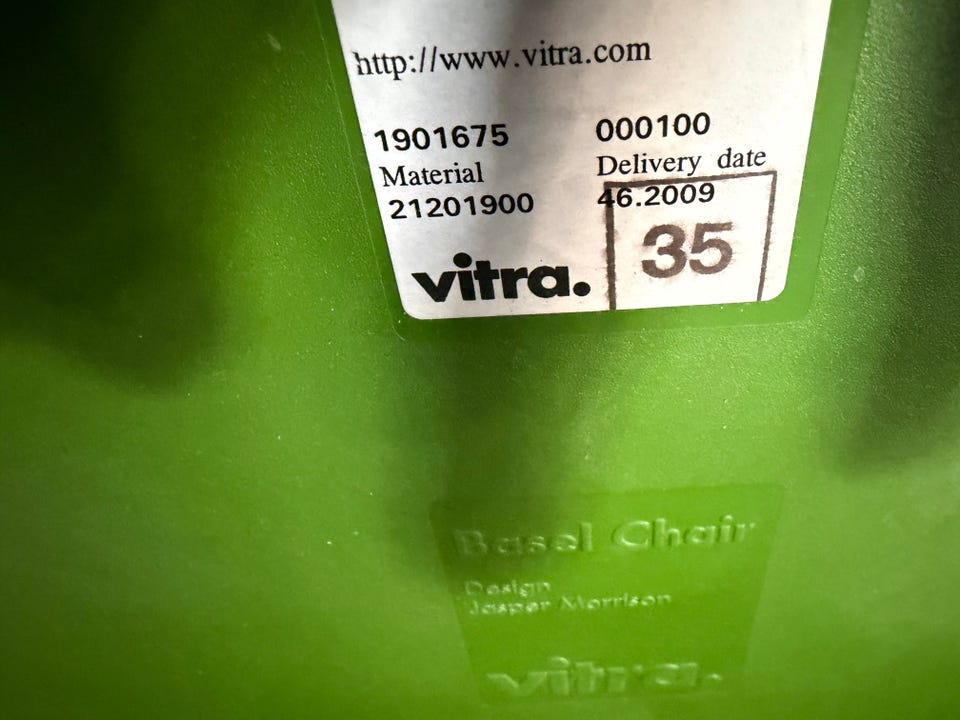 http://www.vitra.com
1901675 000100
Material Delivery date
21201900 46.2009
vitra. 35
Basel Chair
Design
Jasper Morrison
vitra.